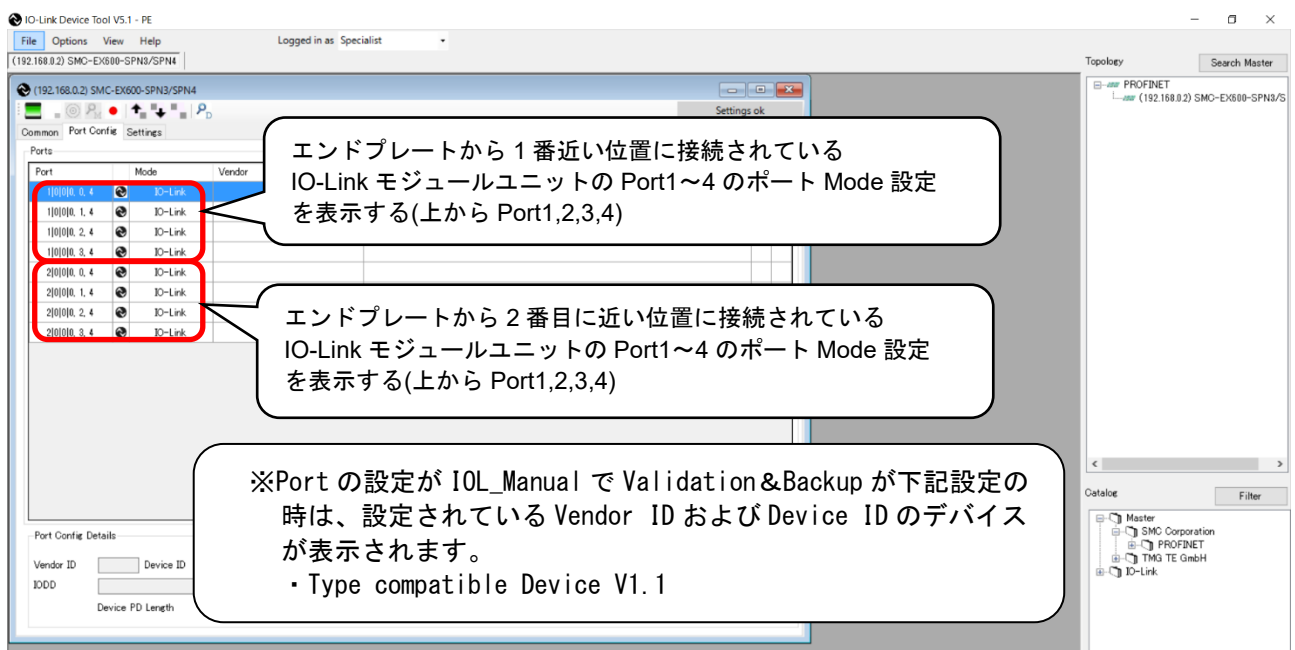 IO-Link Device Tool V5.1 - PE
File Options View Help Logged in as Specialist
(192.168.0.2) SMC-EX600-SPN3/SPN4
Topology Search Master
PROFINET
(192.168.0.2) SMC-EX600-SPN3/S
(192.168.0.2) SMC-EX600-SPN3/SPN4
Settings ok
Common Port Config Settings
Ports
Port Mode Vendor
1|0|0|0, 0, 4 IO-Link
1|0|0|0, 1, 4 IO-Link
1|0|0|0, 2, 4 IO-Link
1|0|0|0, 3, 4 IO-Link
2|0|0|0, 0, 4 IO-Link
2|0|0|0, 1, 4 IO-Link
2|0|0|0, 2, 4 IO-Link
2|0|0|0, 3, 4 IO-Link
エンドプレートから 1 番近い位置に接続されている
IO-Link モジュールユニットの Port1～4 のポート Mode 設定
を表示する(上から Port1,2,3,4)
エンドプレートから 2 番目に近い位置に接続されている
IO-Link モジュールユニットの Port1～4 のポート Mode 設定
を表示する(上から Port1,2,3,4)
※Port の設定が IOL_Manual で Validation＆Backup が下記設定の
時は、設定されている Vendor ID および Device ID のデバイス
が表示されます。
・Type compatible Device V1.1
Port Config Details
Vendor ID Device ID
IODD
Device PD Length
Catalog Filter
Master
SMC Corporation
PROFINET
TMG TE GmbH
IO-Link